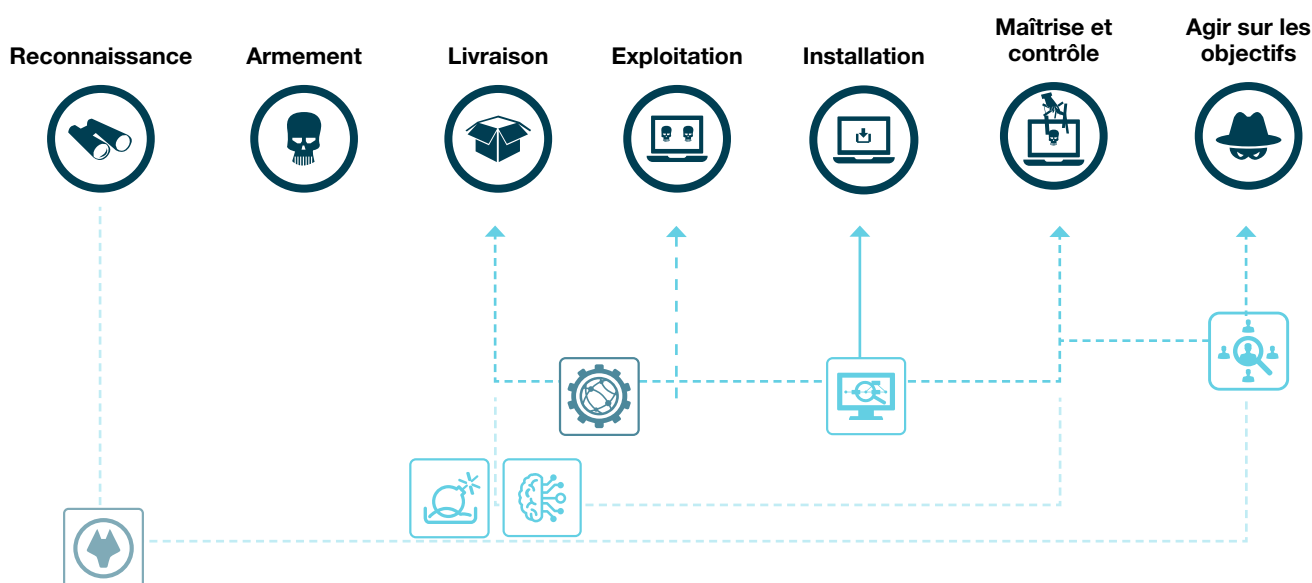 Reconnaissance
Armement
Livraison
Exploitation
Installation
Maîtrise et
contrôle
Agir sur les
objectifs